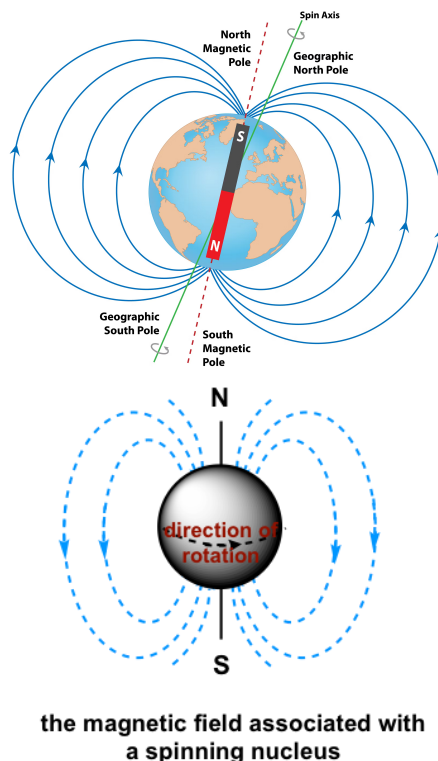 Spin Axis
North
Magnetic
Pole
Geographic
North Pole
S
N
Geographic
South Pole
South
Magnetic
Pole
N
direction of
rotation
S
the magnetic field associated with
a spinning nucleus